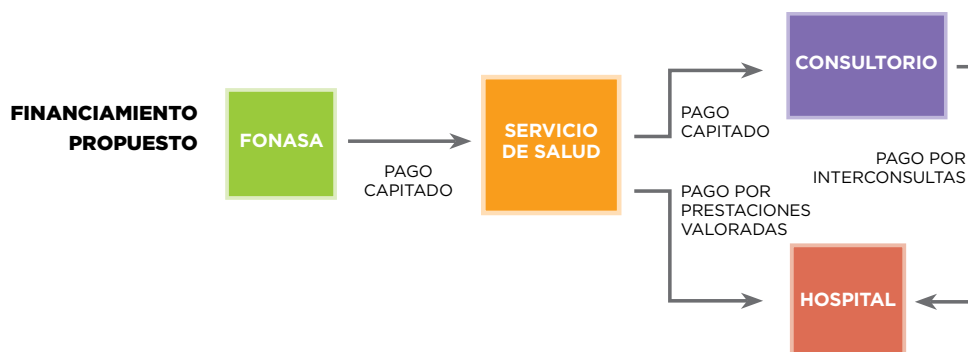 FINANCIAMIENTO
PROPUESTO
FONASA
PAGO
CAPITADO
SERVICIO
DE SALUD
PAGO
CAPITADO
CONSULTORIO
PAGO POR
INTERCONSULTAS
PAGO POR
PRESTACIONES
VALORADAS
HOSPITAL